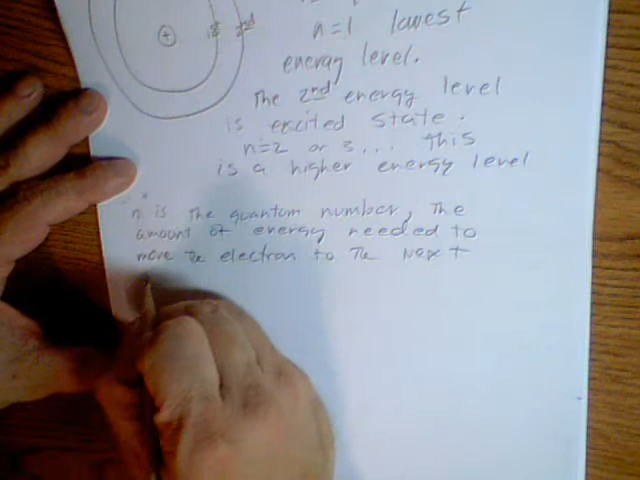 +
1st 2nd
n=1 lowest
energy level.
The 2nd energy level
is excited state.
n=2 or 3... this
is a higher energy level
"n" is the quantum number, The
amount of energy needed to
move the electron to the next